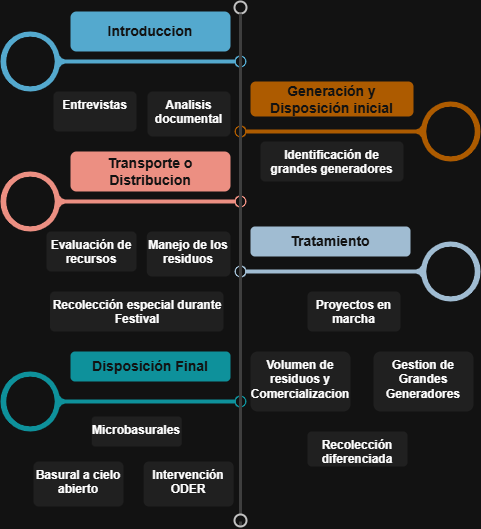 Introduccion
Entrevistas
Analisis
documental
Generación y
Disposición inicial
Identificación de
grandes generadores
Transporte o
Distribucion
Evaluación de
recursos
Manejo de los
residuos
Recolección especial durante
Festival
Tratamiento
Proyectos en
marcha
Volumen de
residuos y
Comercializacion
Gestion de
Grandes
Generadores
Recolección
diferenciada
Disposición Final
Microbasurales
Basural a cielo
abierto
Intervención
ODER